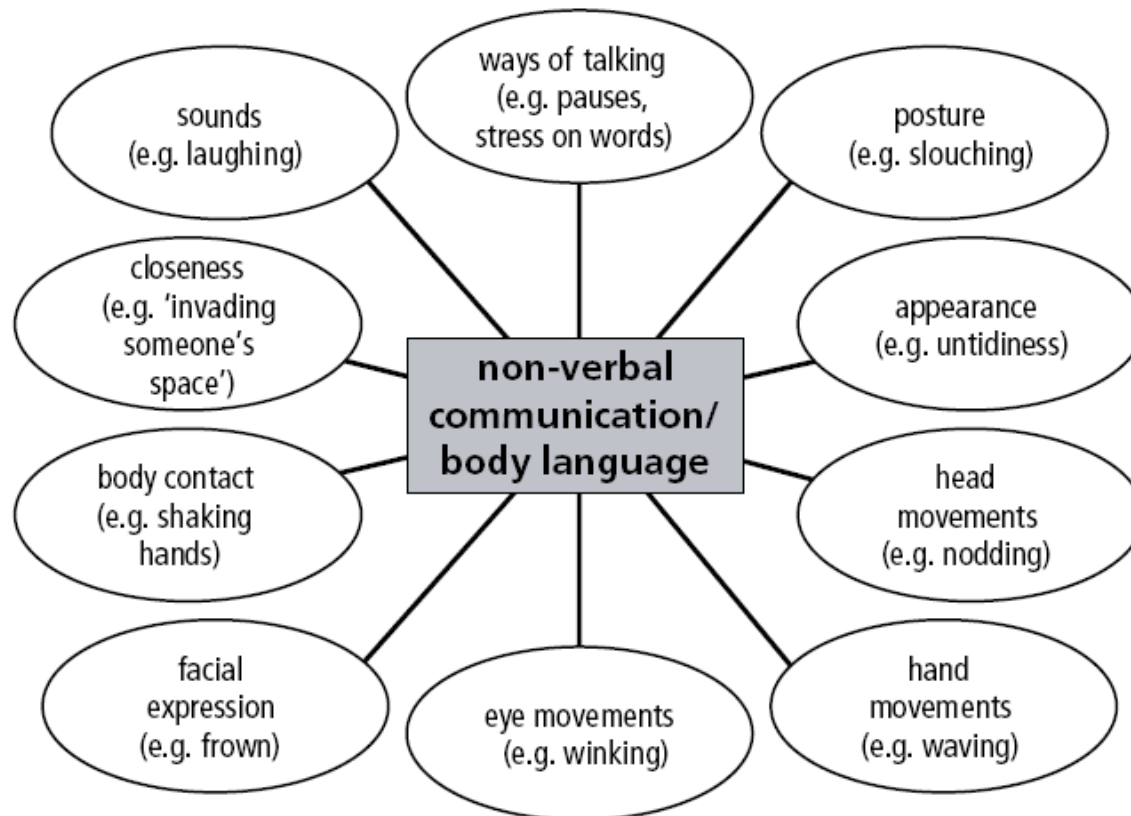 ways of talking
(e.g. pauses,
stress on words)
sounds
(e.g. laughing)
posture
(e.g. slouching)
closeness
(e.g. ‘invading
someone’s
space’)
appearance
(e.g. untidiness)
non-verbal
communication/
body language
body contact
(e.g. shaking
hands)
head
movements
(e.g. nodding)
facial
expression
(e.g. frown)
eye movements
(e.g. winking)
hand
movements
(e.g. waving)